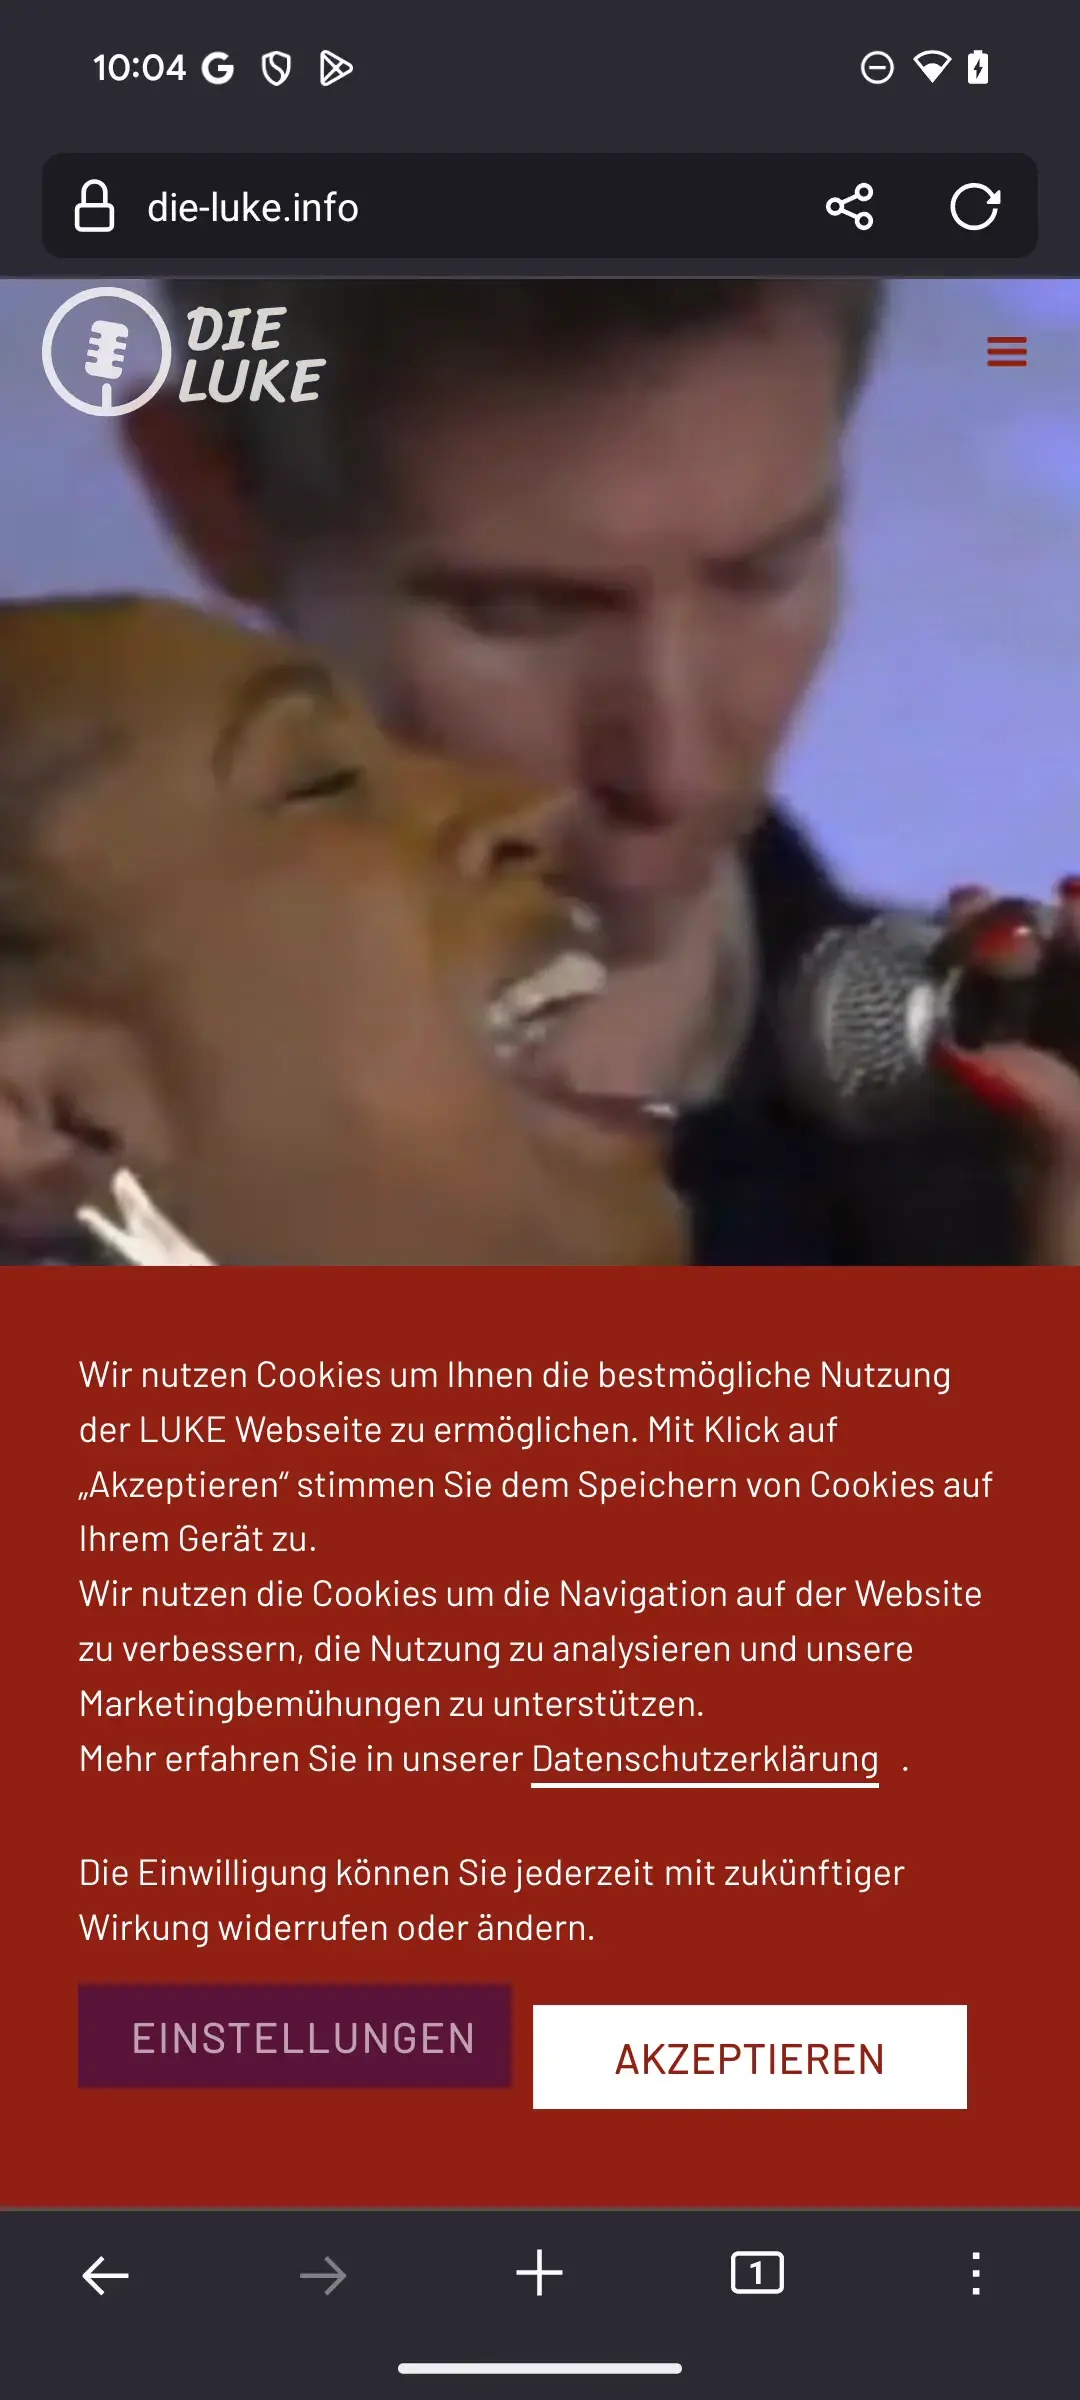 10:04
die-luke.info
DIE
LUKE
Wir nutzen Cookies um Ihnen die bestmögliche Nutzung
der LUKE Webseite zu ermöglichen. Mit Klick auf
„Akzeptieren“ stimmen Sie dem Speichern von Cookies auf
Ihrem Gerät zu.
Wir nutzen die Cookies um die Navigation auf der Website
zu verbessern, die Nutzung zu analysieren und unsere
Marketingbemühungen zu unterstützen.
Mehr erfahren Sie in unserer Datenschutzerklärung .
Die Einwilligung können Sie jederzeit mit zukünftiger
Wirkung widerrufen oder ändern.
EINSTELLUNGEN
AKZEPTIEREN
1